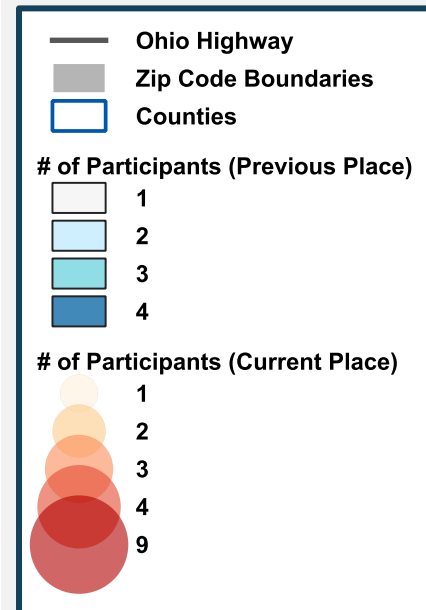 Ohio Highway
Zip Code Boundaries
Counties
# of Participants (Previous Place)
1
2
3
4
# of Participants (Current Place)
1
2
3
4
9